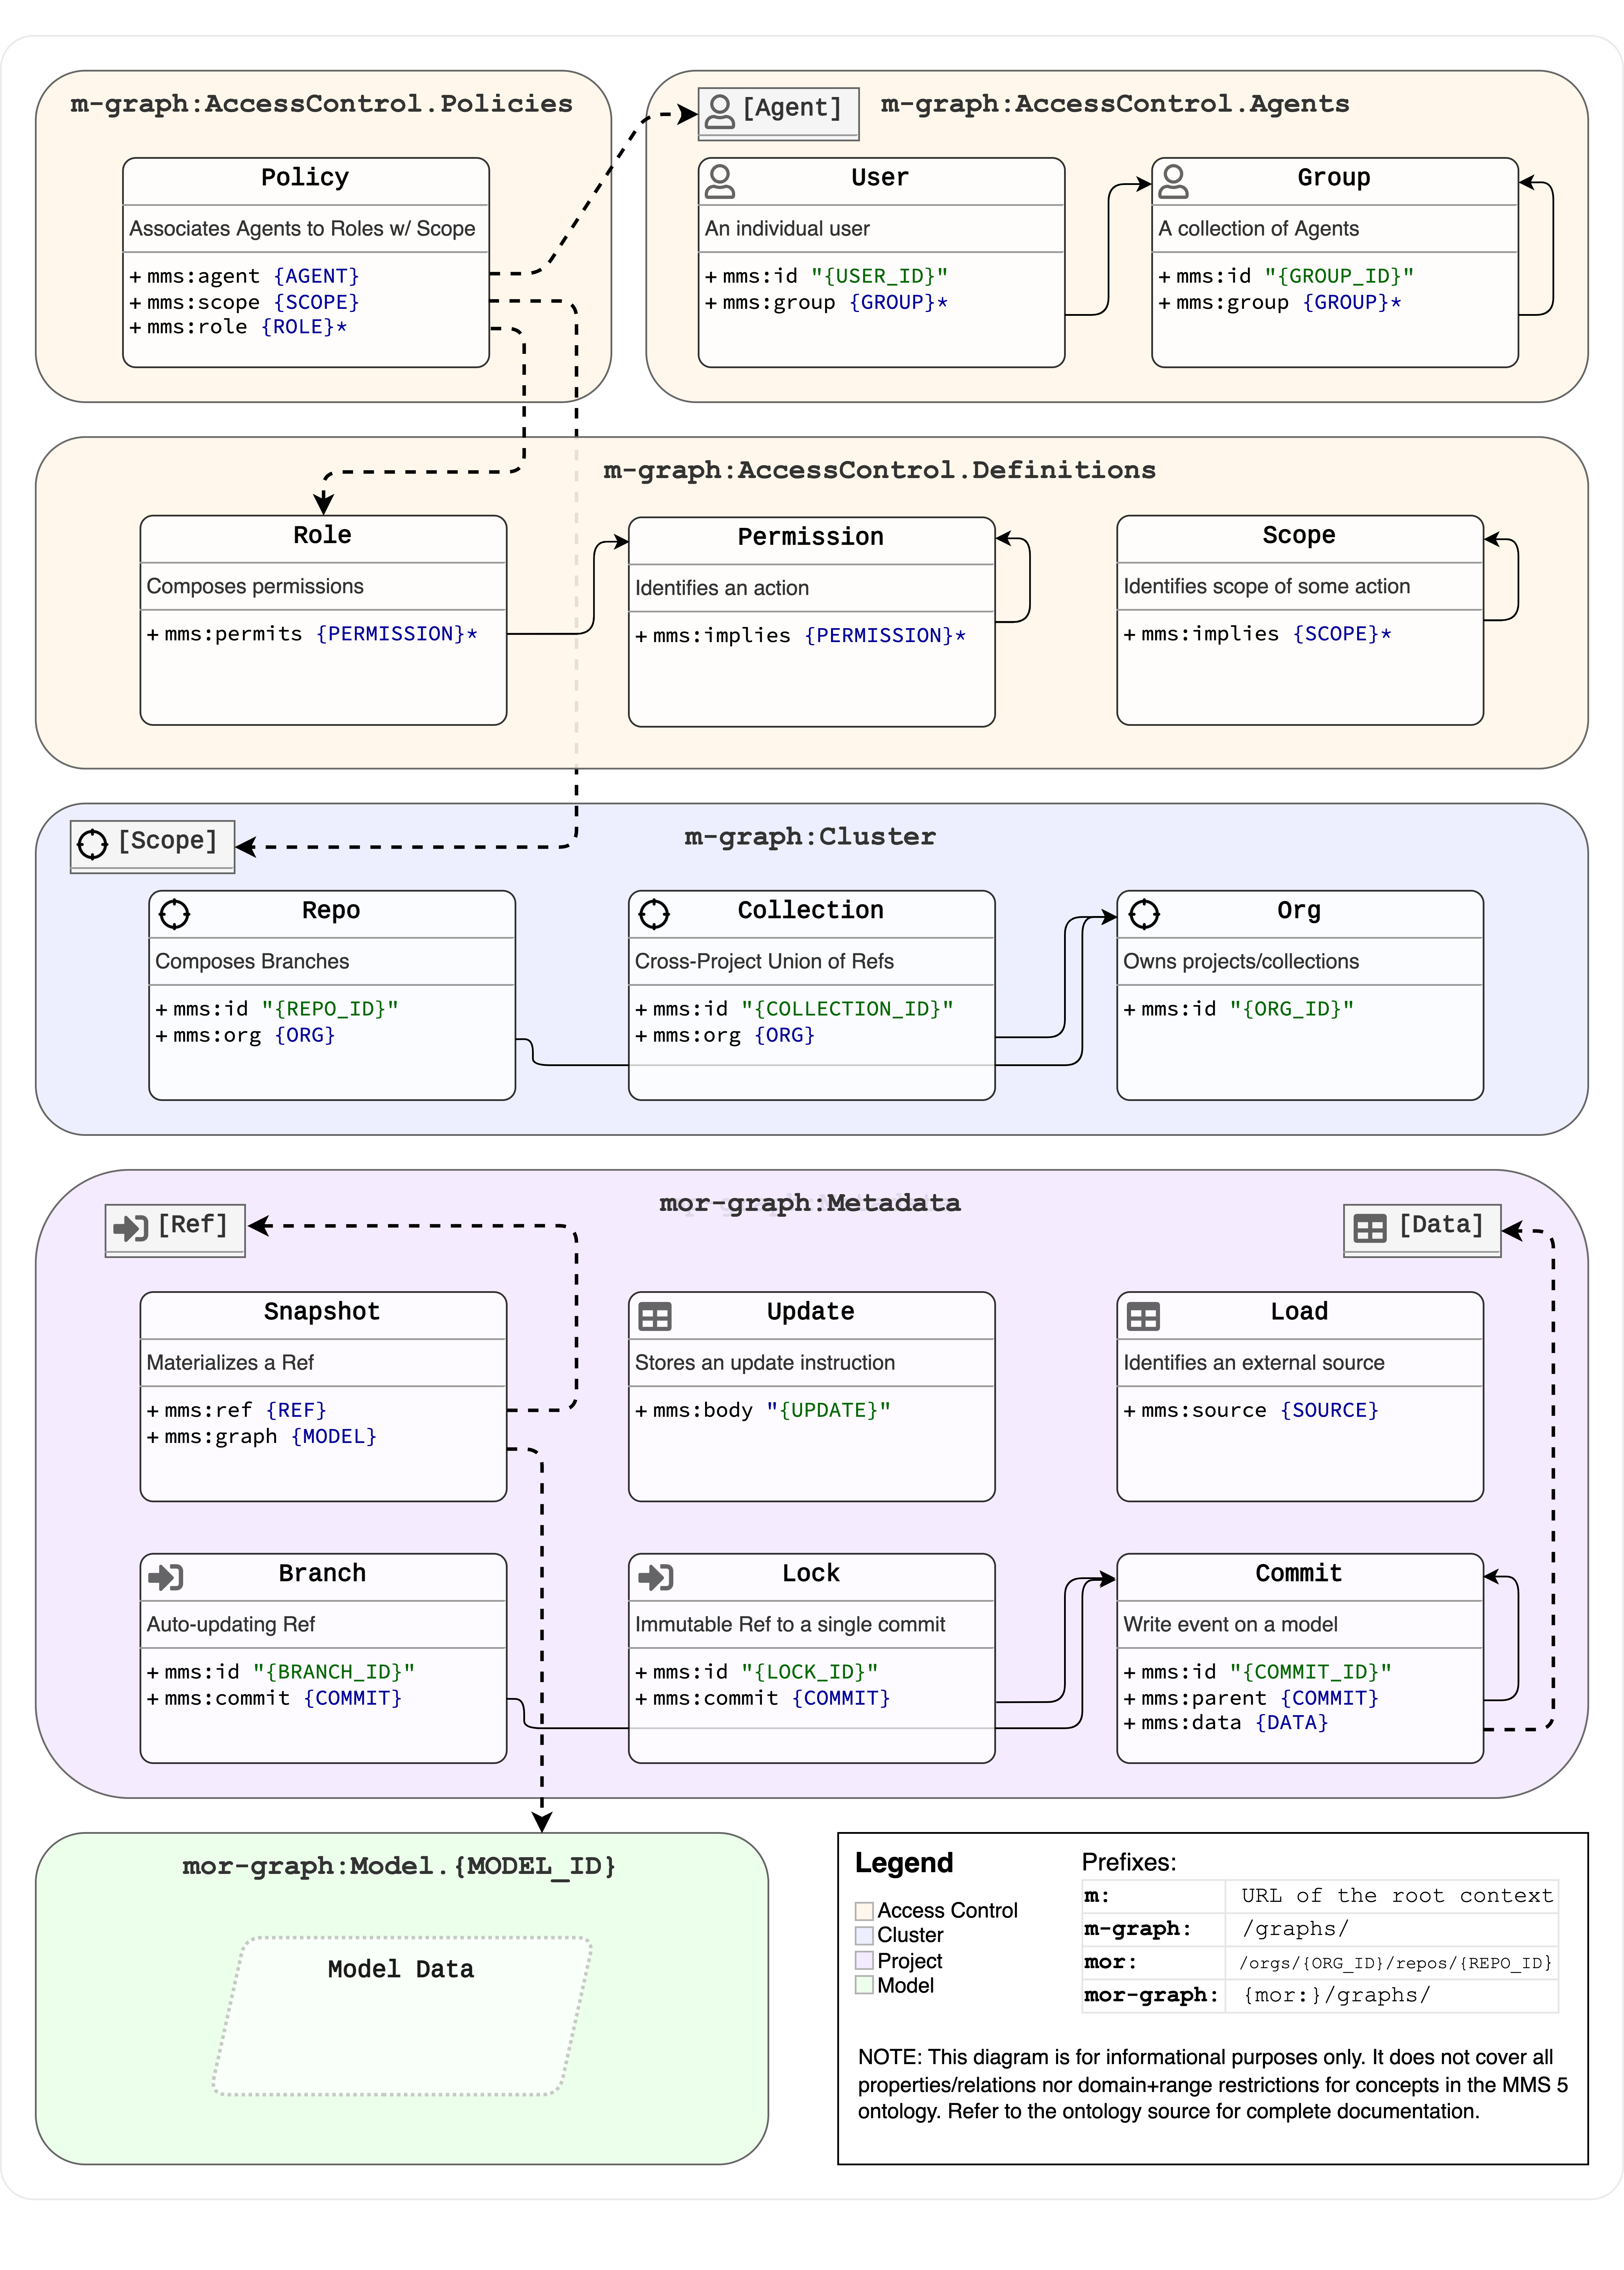 m-graph:AccessControl.Policies
Policy
Associates Agents to Roles w/ Scope
+ mms:agent {AGENT}
+ mms:scope {SCOPE}
+ mms:role {ROLE}*
[Agent]
m-graph:AccessControl.Agents
User
An individual user
+ mms:id "{USER_ID}"
+ mms:group {GROUP}*
Group
A collection of Agents
+ mms:id "{GROUP_ID}"
+ mms:group {GROUP}*
m-graph:AccessControl.Definitions
Role
Composes permissions
+ mms:permits {PERMISSION}*
Permission
Identifies an action
+ mms:implies {PERMISSION}*
Scope
Identifies scope of some action
+ mms:implies {SCOPE}*
[Scope]
m-graph:Cluster
Repo
Composes Branches
+ mms:id "{REPO_ID}"
+ mms:org {ORG}
Collection
Cross-Project Union of Refs
+ mms:id "{COLLECTION_ID}"
+ mms:org {ORG}
Org
Owns projects/collections
+ mms:id "{ORG_ID}"
[Ref]
mor-graph:Metadata
[Data]
Snapshot
Materializes a Ref
+ mms:ref {REF}
+ mms:graph {MODEL}
Update
Stores an update instruction
+ mms:body "{UPDATE}"
Load
Identifies an external source
+ mms:source {SOURCE}
Branch
Auto-updating Ref
+ mms:id "{BRANCH_ID}"
+ mms:commit {COMMIT}
Lock
Immutable Ref to a single commit
+ mms:id "{LOCK_ID}"
+ mms:commit {COMMIT}
Commit
Write event on a model
+ mms:id "{COMMIT_ID}"
+ mms:parent {COMMIT}
+ mms:data {DATA}
mor-graph:Model.{MODEL_ID}
Model Data
Legend
Access Control
Cluster
Project
Model
Prefixes:
m: URL of the root context
m-graph: /graphs/
mor: /orgs/{ORG_ID}/repos/{REPO_ID}
mor-graph: {mor:}/graphs/
NOTE: This diagram is for informational purposes only. It does not cover all
properties/relations nor domain+range restrictions for concepts in the MMS 5
ontology. Refer to the ontology source for complete documentation.